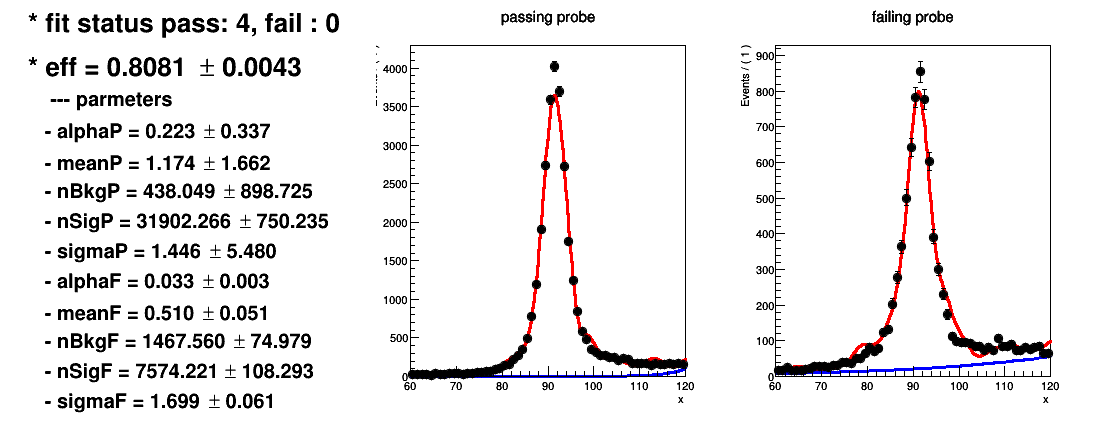 * fit status pass: 4, fail : 0
* eff = 0.8081 ± 0.0043
--- parmeters
- alphaP = 0.223 ± 0.337
- meanP = 1.174 ± 1.662
- nBkgP = 438.049 ± 898.725
- nSigP = 31902.266 ± 750.235
- sigmaP = 1.446 ± 5.480
- alphaF = 0.033 ± 0.003
- meanF = 0.510 ± 0.051
- nBkgF = 1467.560 ± 74.979
- nSigF = 7574.221 ± 108.293
- sigmaF = 1.699 ± 0.061
passing probe
4000
3500
3000
2500
2000
1500
1000
500
0
60 70 80 90 100 110 120
x
failing probe
Events / ( 1 )
900
800
700
600
500
400
300
200
100
0
60 70 80 90 100 110 120
x